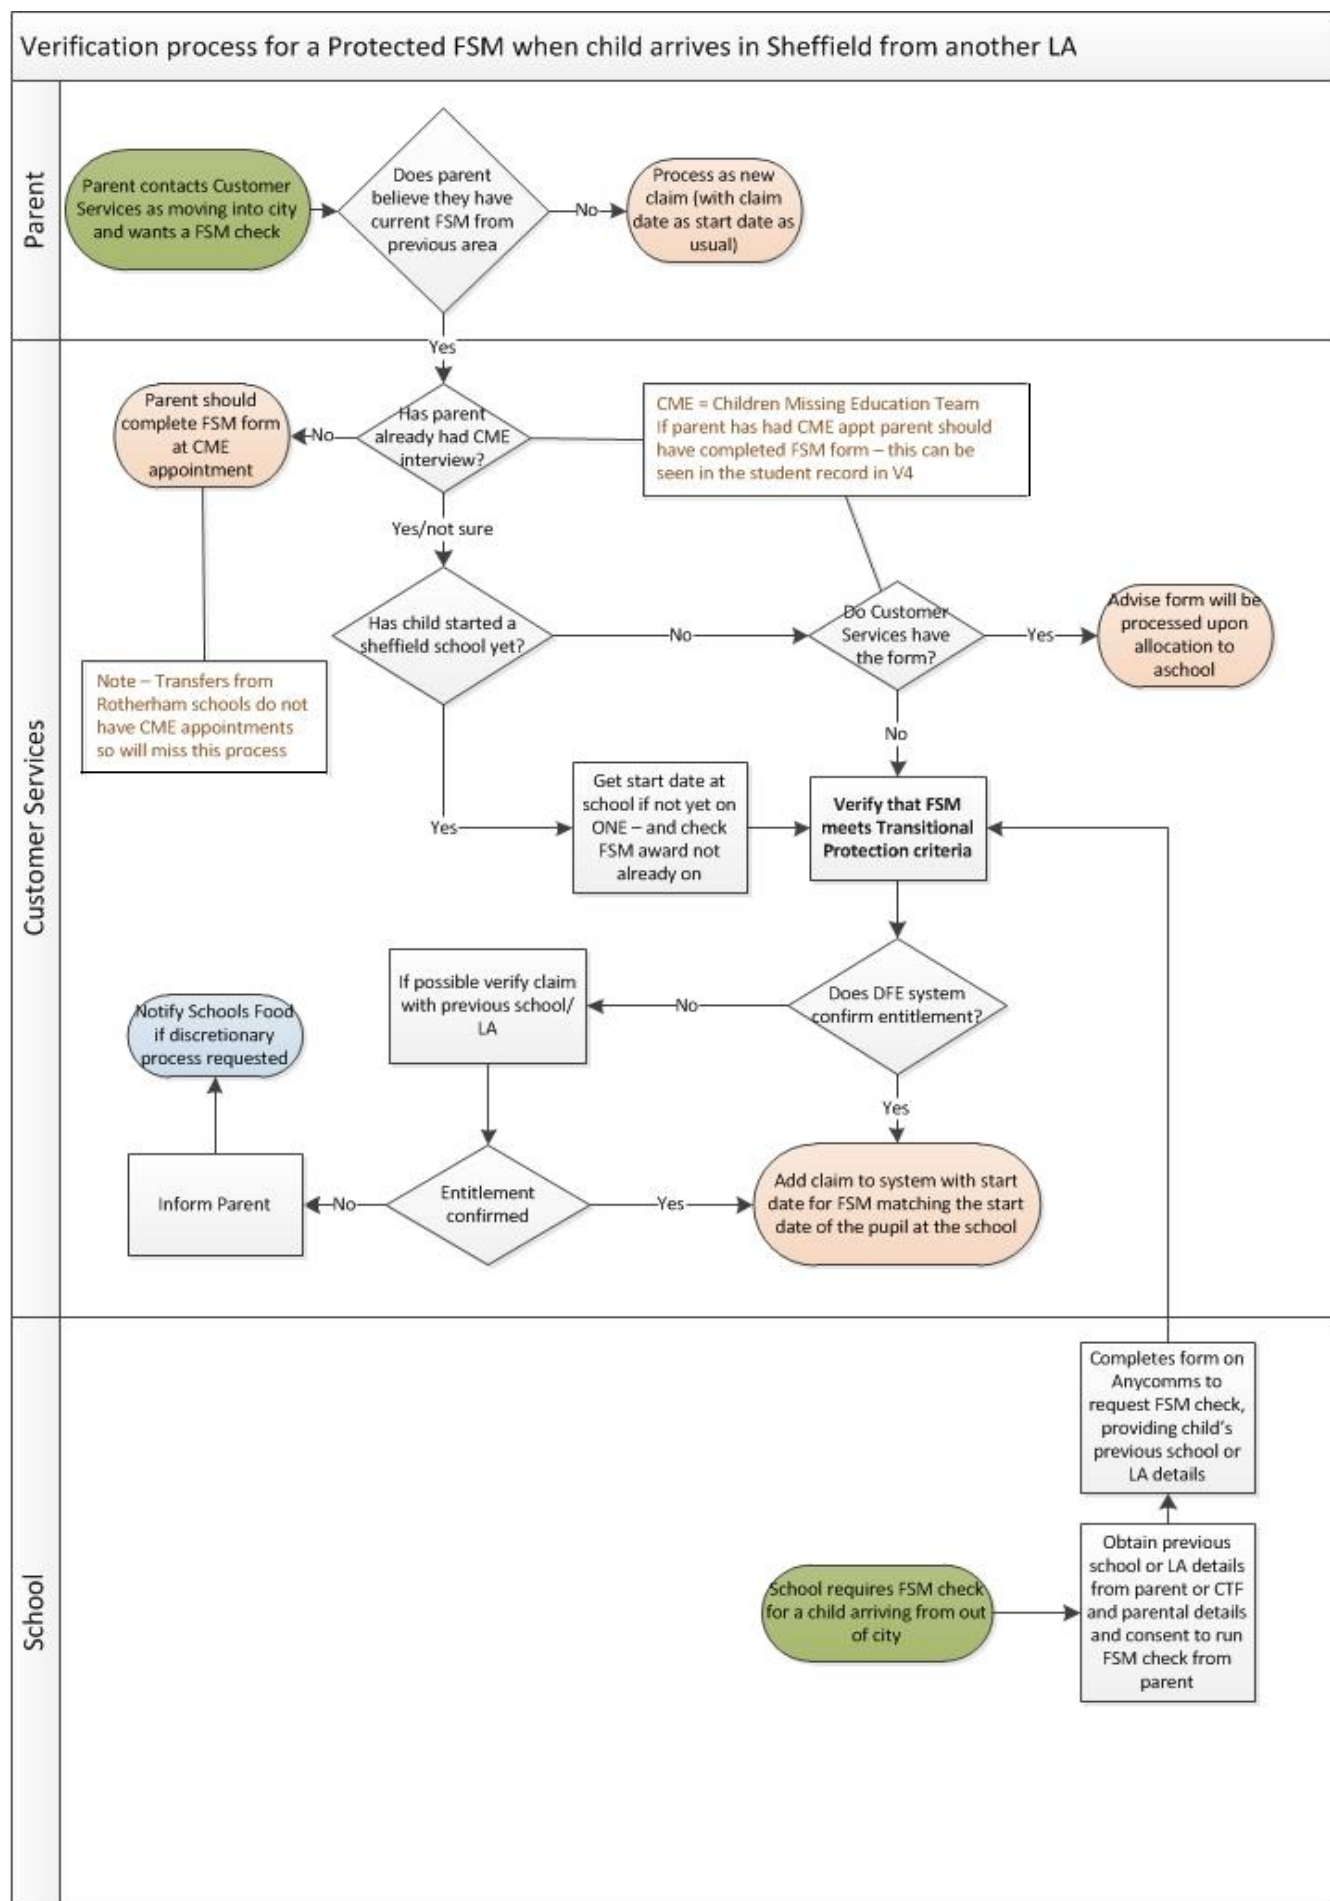 Verification process for a Protected FSM when child arrives in Sheffield from another LA
Parent
Parent contacts Customer
Services as moving into city
and wants a FSM check
Does parent
believe they have
current FSM from
previous area
No
Process as new
claim (with claim
date as start date as
usual)
Yes
Customer Services
Parent should
complete FSM form
at CME
appointment
No
Has parent
already had CME
interview?
CME = Children Missing Education Team
If parent has had CME appt parent should
have completed FSM form – this can be
seen in the student record in V4
Yes/not sure
Note – Transfers from
Rotherham schools do not
have CME appointments
so will miss this process
Has child started a
sheffield school yet?
No
Do Customer
Services have
the form?
Yes
Advise form will be
processed upon
allocation to
aschool
No
Yes
Get start date at
school if not yet on
ONE – and check
FSM award not
already on
Verify that FSM
meets Transitional
Protection criteria
Does DFE system
confirm entitlement?
No
If possible verify claim
with previous school/
LA
Notify Schools Food
if discretionary
process requested
Yes
Inform Parent
No
Entitlement
confirmed
Yes
Add claim to system with start
date for FSM matching the start
date of the pupil at the school
School
Completes form on
Anycomms to
request FSM check,
providing child's
previous school or
LA details
School requires FSM check
for a child arriving from out
of city
Obtain previous
school or LA details
from parent or CTF
and parental details
and consent to run
FSM check from
parent